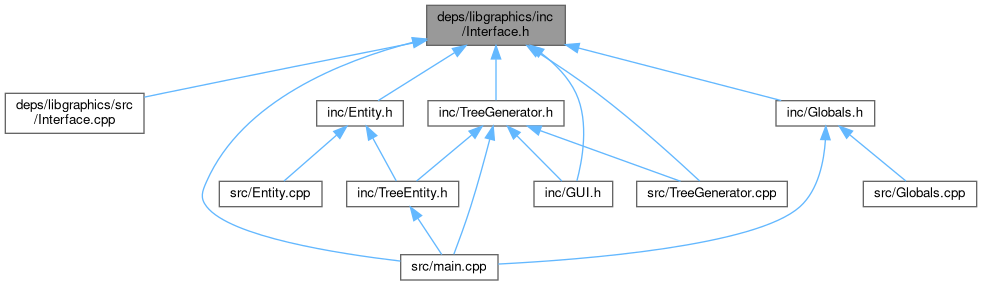 deps/libgraphics/inc
/Interface.h
deps/libgraphics/src
/Interface.cpp
inc/Entity.h
inc/TreeGenerator.h
inc/Globals.h
src/Entity.cpp
inc/TreeEntity.h
inc/GUI.h
src/TreeGenerator.cpp
src/Globals.cpp
src/main.cpp